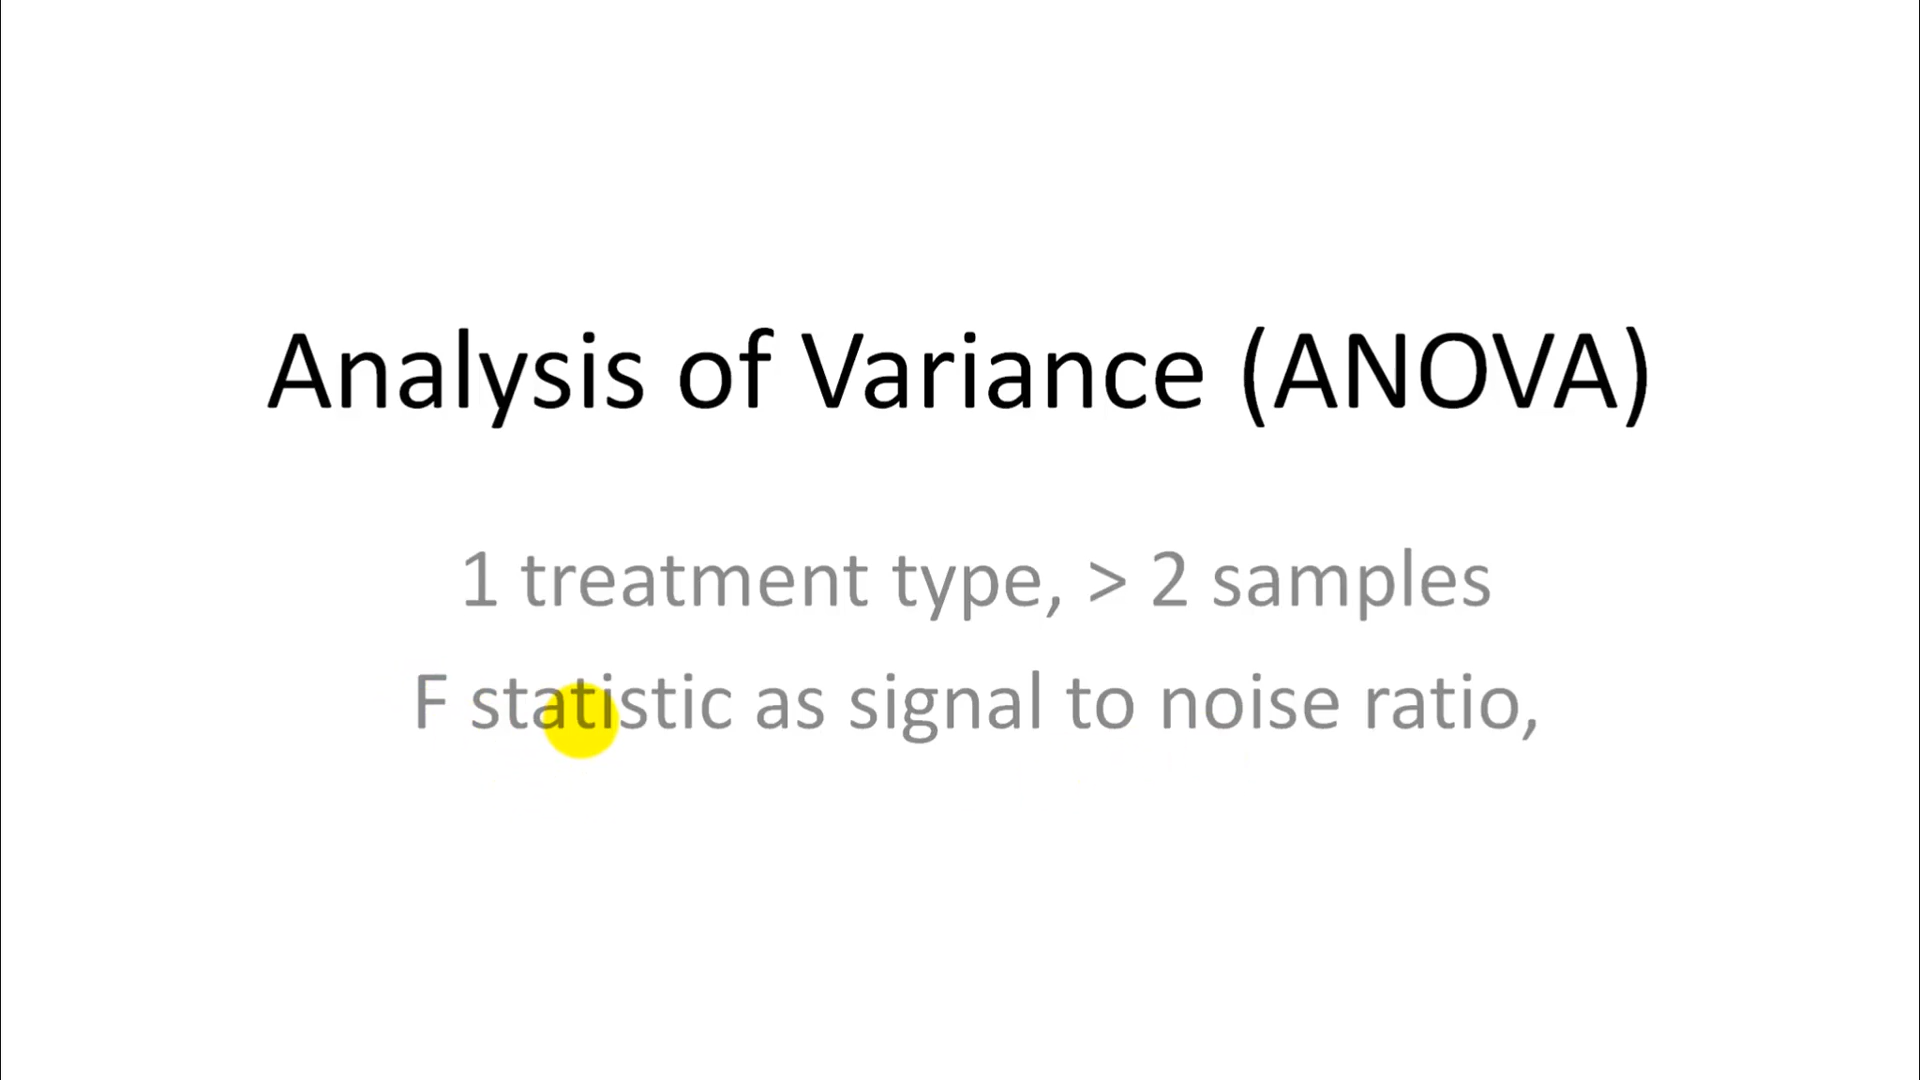 Analysis of Variance (ANOVA)
1 treatment type, > 2 samples
F statistic as signal to noise ratio,